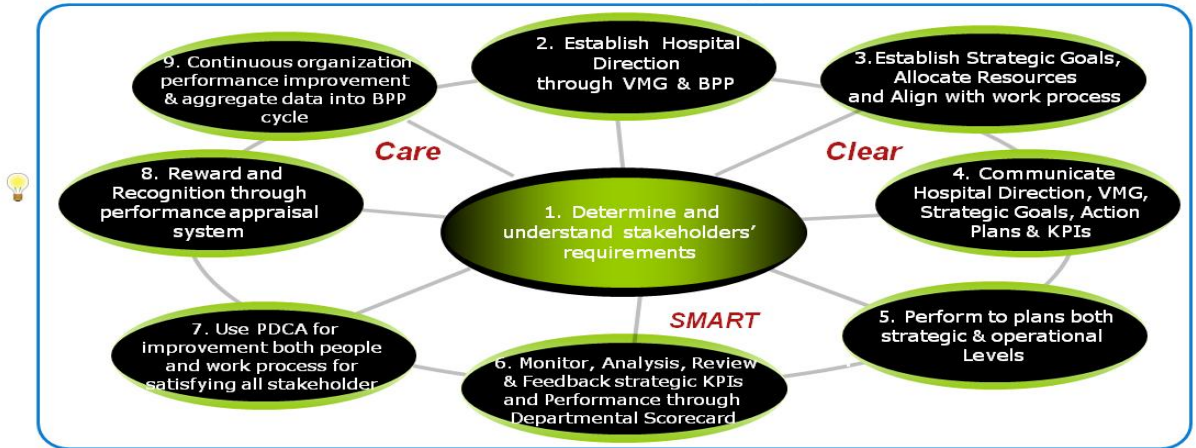 1. Determine and
understand stakeholders'
requirements
2. Establish Hospital
Direction
through VMG & BPP
3.Establish Strategic Goals,
Allocate Resources
and Align with work process
Clear
4. Communicate
Hospital Direction, VMG,
Strategic Goals, Action
Plans & KPIs
5. Perform to plans both
strategic & operational
Levels
SMART
6. Monitor, Analysis, Review
& Feedback strategic KPIs
and Performance through
Departmental Scorecard
7. Use PDCA for
improvement both people
and work process for
satisfying all stakeholder
8. Reward and
Recognition through
performance appraisal
system
Care
9. Continuous organization
performance improvement
& aggregate data into BPP
cycle